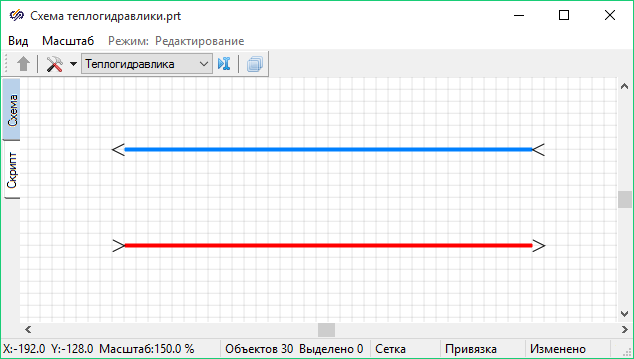 Схема теплогидравлики.prt
Вид Масштаб Режим: Редактирование
Теплогидравлика
Схема
Скрипт
X:-192.0 Y:-128.0 Масштаб:150.0 % Объектов 30 Выделено 0 Сетка Привязка Изменено